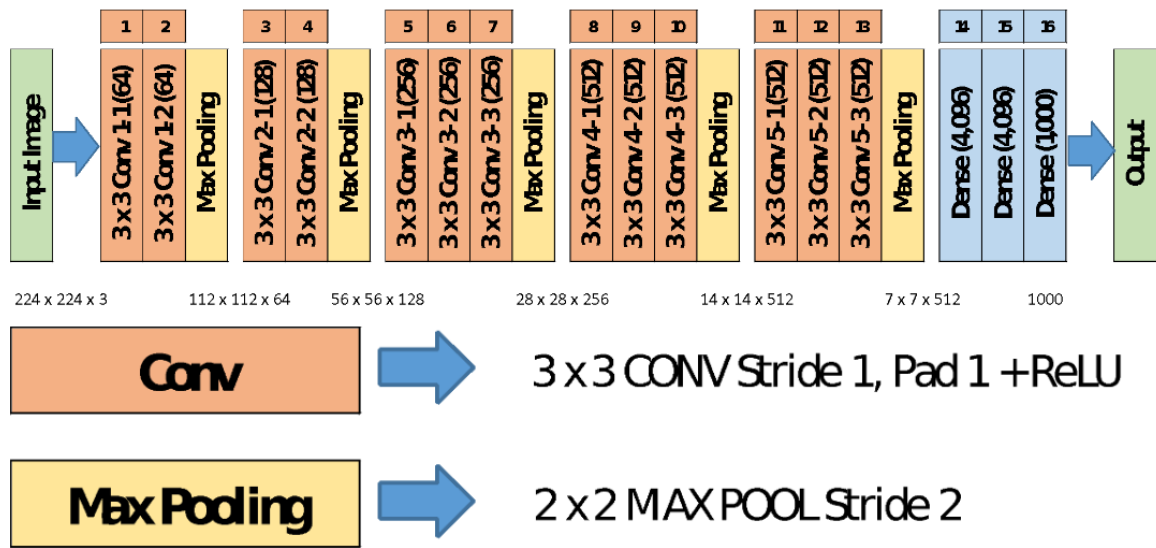 1 2 3 4 5 6 7 8 9 10 11 12 13 14 15 16
Input Image
3 x 3 Conv 1-1 (64)
3 x 3 Conv 1-2 (64)
Max Pooling
3 x 3 Conv 2-1 (128)
3 x 3 Conv 2-2 (128)
Max Pooling
3 x 3 Conv 3-1 (256)
3 x 3 Conv 3-2 (256)
3 x 3 Conv 3-3 (256)
Max Pooling
3 x 3 Conv 4-1 (512)
3 x 3 Conv 4-2 (512)
3 x 3 Conv 4-3 (512)
Max Pooling
3 x 3 Conv 5-1 (512)
3 x 3 Conv 5-2 (512)
3 x 3 Conv 5-3 (512)
Max Pooling
Dense (4,096)
Dense (4,096)
Dense (1,000)
Output
224 x 224 x 3 112 x 112 x 64 56 x 56 x 128 28 x 28 x 256 14 x 14 x 512 7 x 7 x 512 1000
Conv
3 x 3 CONV Stride 1, Pad 1 + ReLU
Max Pooling
2 x 2 MAX POOL Stride 2